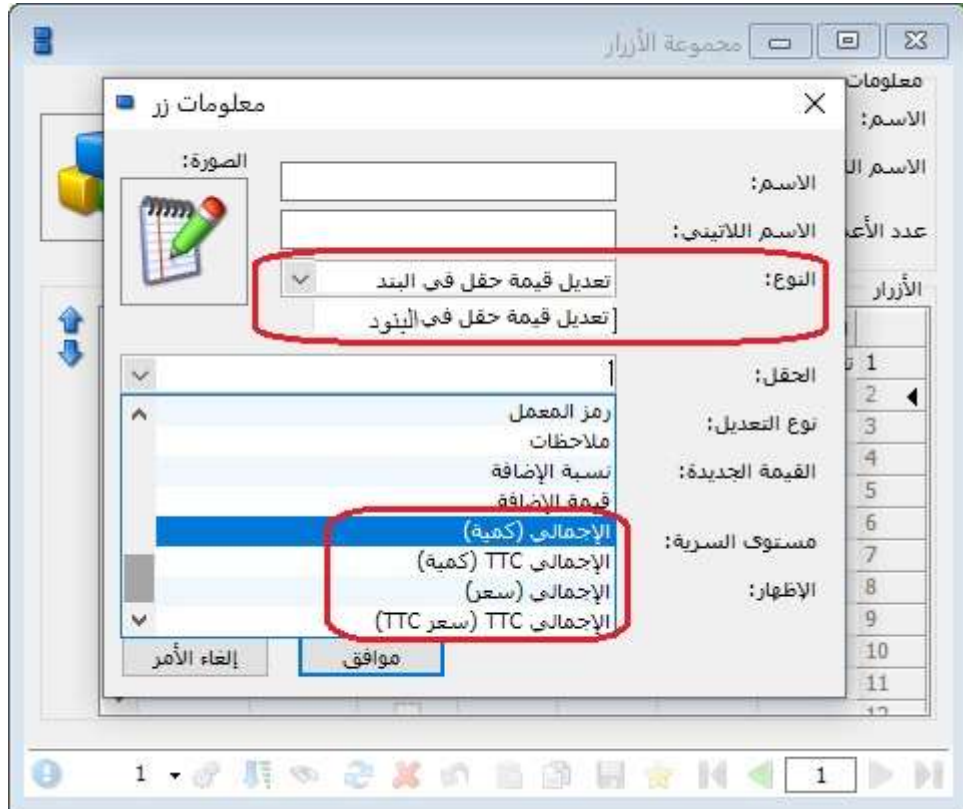 مجموعة الأزرار
معلومات
الاسم:
الاسم الل
عدد الأع
الأزرار
معلومات زر
الاسم:
الصورة:
الاسم اللاتيني:
النوع:
تعديل قيمة حقل في البند
تعديل قيمة حقل في البنود
الحقل:
نوع التعديل:
القيمة الجديدة:
مستوى السرية:
الإظهار:
رمز المعمل
ملاحظات
نسبة الإضافة
قيمة الإضافة
الإجمالي (كمية)
الإجمالي TTC (كمية)
الإجمالي (سعر)
الإجمالي TTC (سعر TTC)
موافق
إلغاء الأمر
1
2
3
4
5
6
7
8
9
10
11
12
1
1